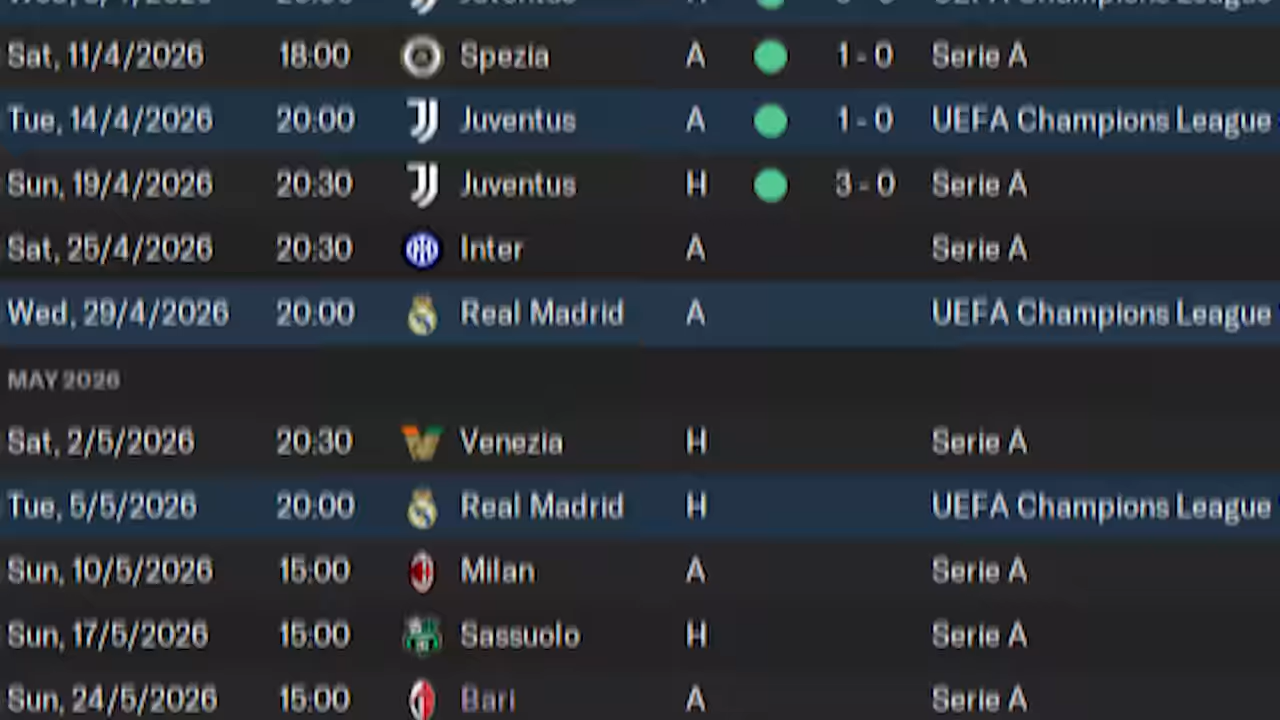 Juventus UEFA Champions League
Sat, 11/4/2026 18:00 Spezia A 1 - 0 Serie A
Tue, 14/4/2026 20:00 Juventus A 1 - 0 UEFA Champions League
Sun, 19/4/2026 20:30 Juventus H 3 - 0 Serie A
Sat, 25/4/2026 20:30 Inter A Serie A
Wed, 29/4/2026 20:00 Real Madrid A UEFA Champions League
MAY 2026
Sat, 2/5/2026 20:30 Venezia H Serie A
Tue, 5/5/2026 20:00 Real Madrid H UEFA Champions League
Sun, 10/5/2026 15:00 Milan A Serie A
Sun, 17/5/2026 15:00 Sassuolo H Serie A
Sun, 24/5/2026 15:00 Bari A Serie A